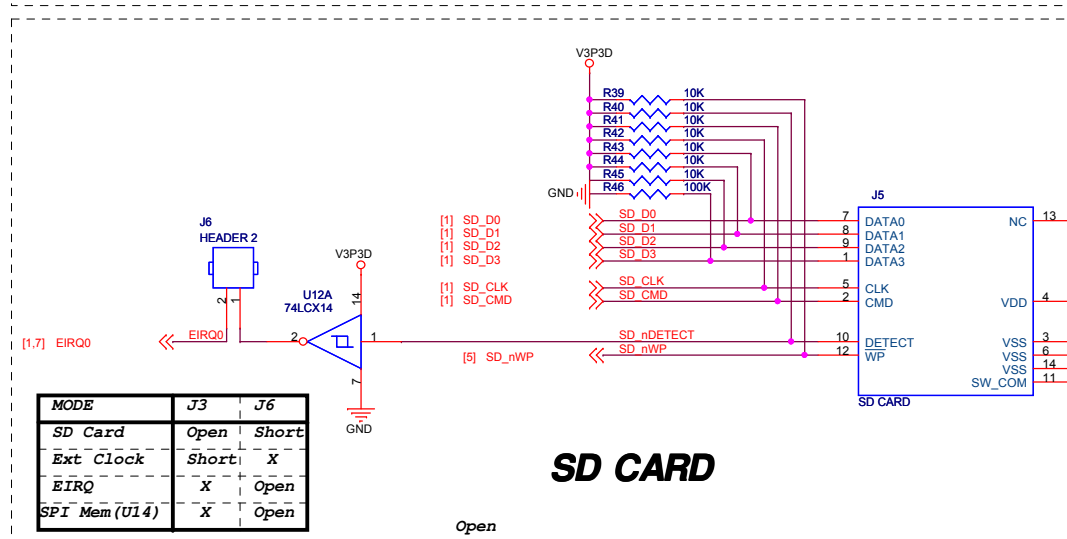 V3P3D
R39 10K
R40 10K
R41 10K
R42 10K
R43 10K
R44 10K
R45 10K
R46 100K
GND
J5
J6
HEADER 2
2 1
[1] SD_D0 SD_D0 7 DATA0 NC 13
[1] SD_D1 SD_D1 8 DATA1
[1] SD_D2 SD_D2 9 DATA2
[1] SD_D3 SD_D3 1 DATA3
V3P3D
[1] SD_CLK SD_CLK 5 CLK
[1] SD_CMD SD_CMD 2 CMD VDD 4
U12A
74LCX14
14
[1,7] EIRQ0 EIRQ0 2 1 SD_nDETECT 10 DETECT VSS 3
[5] SD_nWP SD_nWP 12 WP VSS 6
VSS 14
SW_COM 11
7
GND
SD CARD
MODE J3 J6
SD Card Open Short
Ext Clock Short X
EIRQ X Open
SPI Mem(U14) X Open
SD CARD
Open